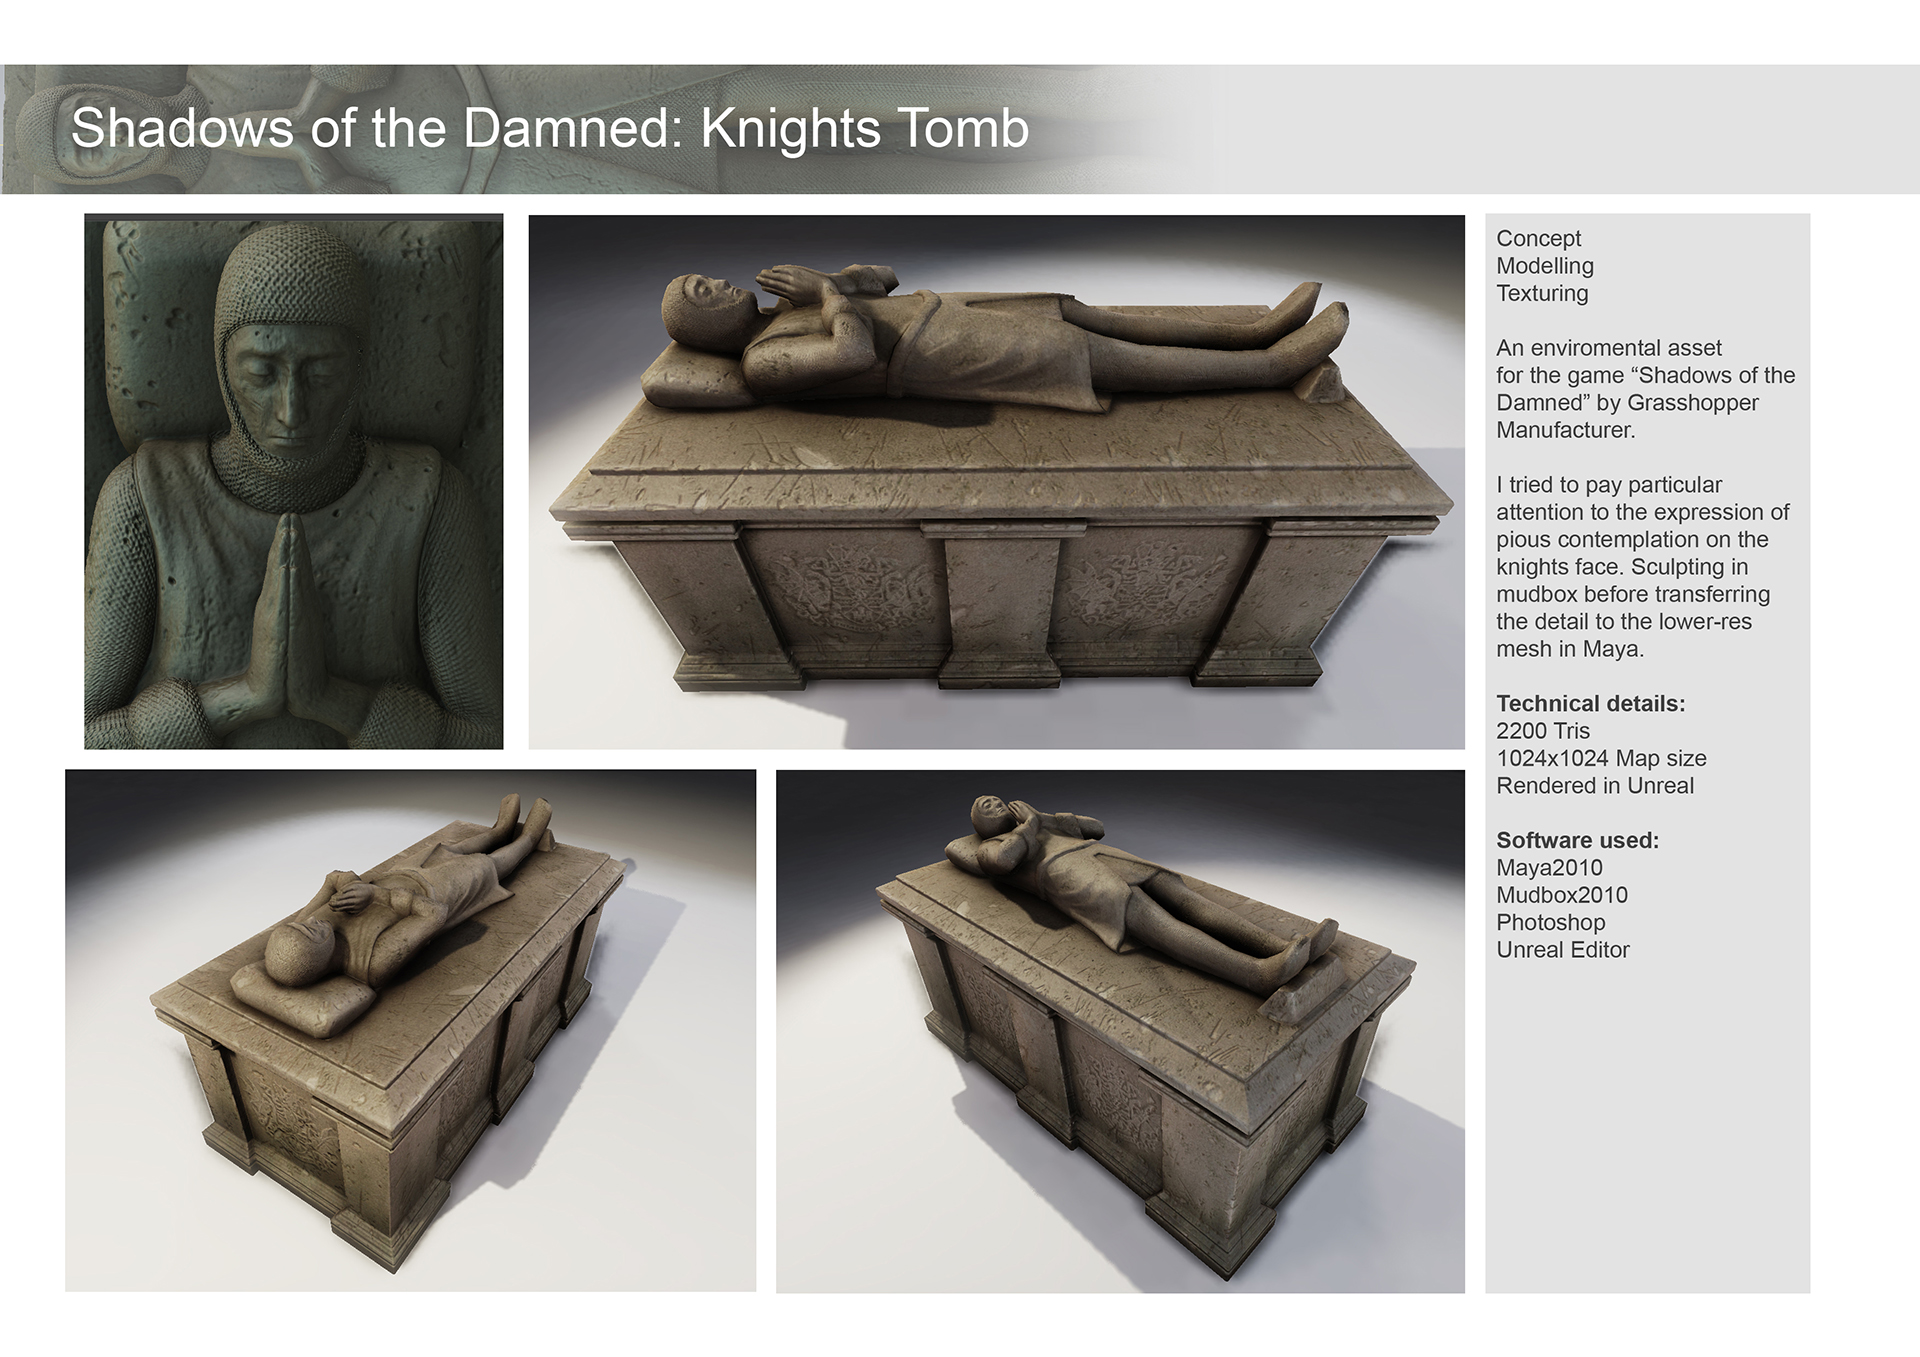 Shadows of the Damned: Knights Tomb
Concept
Modelling
Texturing
An enviromental asset
for the game “Shadows of the
Damned” by Grasshopper
Manufacturer.
I tried to pay particular
attention to the expression of
pious contemplation on the
knights face. Sculpting in
mudbox before transferring
the detail to the lower-res
mesh in Maya.
Technical details:
2200 Tris
1024x1024 Map size
Rendered in Unreal
Software used:
Maya2010
Mudbox2010
Photoshop
Unreal Editor